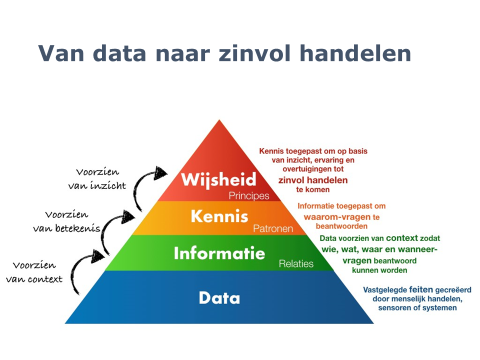 Van data naar zinvol handelen
Kennis toegepast om op basis
van inzicht, ervaring en
overtuigingen tot
zinvol handelen
te komen
Voorzien
van inzicht
Wijsheid
Principes
Informatie toegepast om
waarom-vragen te
beantwoorden
Voorzien
van betekenis
Kennis
Patronen
Data voorzien van context zodat
wie, wat, waar en wanneer-
vragen beantwoord
kunnen worden
Voorzien
van context
Informatie
Relaties
Data
Vastgelegde feiten gecreëerd
door menselijk handelen,
sensoren of systemen